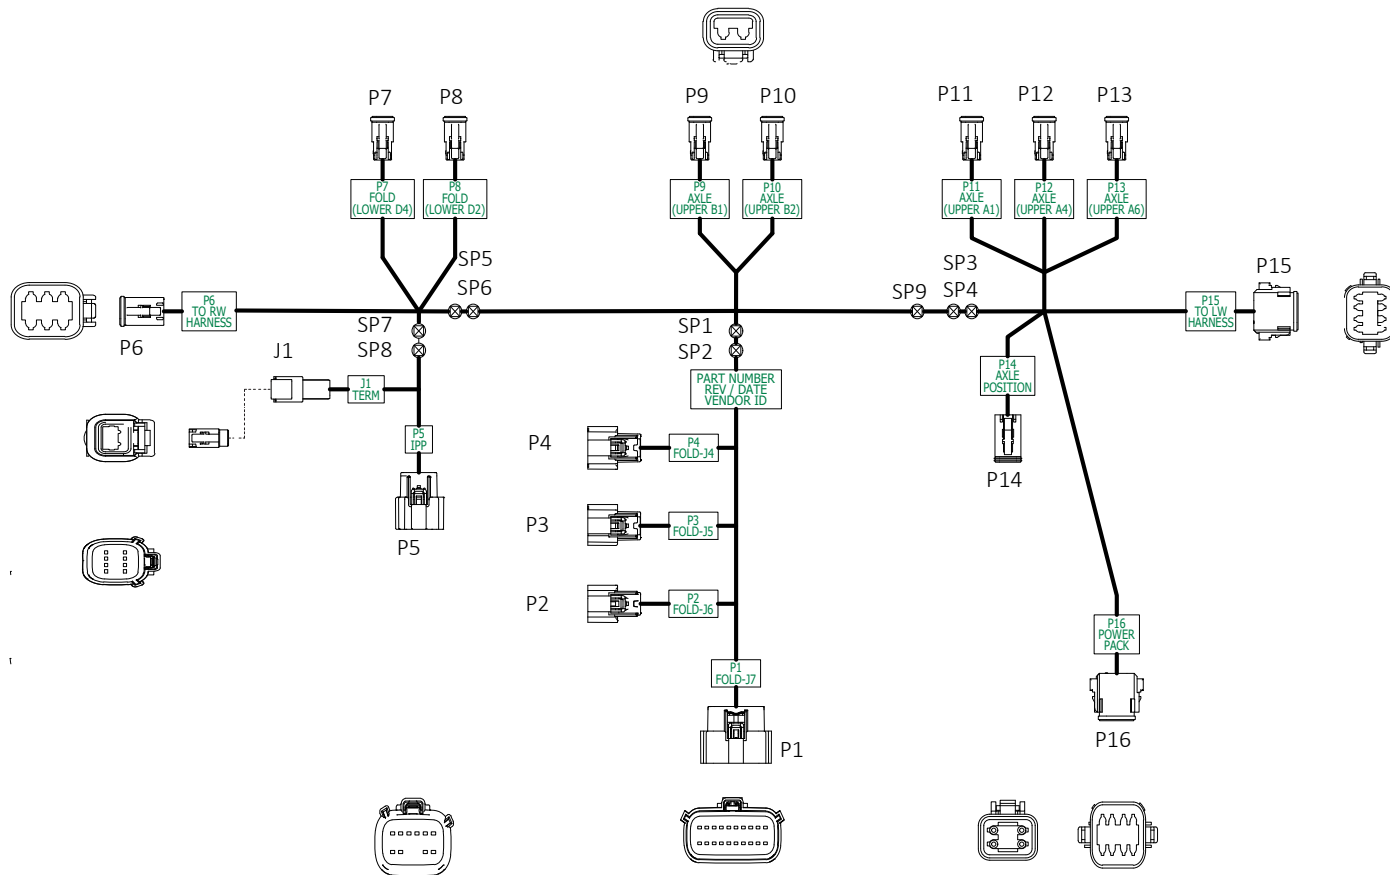 P7
P8
P9
P10
P11
P12
P13
P7
FOLD
(LOWER D4)
P8
FOLD
(LOWER D2)
P9
AXLE
(UPPER B1)
P10
AXLE
(UPPER B2)
P11
AXLE
(UPPER A1)
P12
AXLE
(UPPER A4)
P13
AXLE
(UPPER A6)
SP5
SP6
SP3
SP9
SP4
P15
P6
TO RW
HARNESS
P15
TO LW
HARNESS
P6
SP7
SP8
SP1
SP2
J1
J1
TERM
PART NUMBER
REV / DATE
VENDOR ID
P14
AXLE
POSITION
P5
IPP
P4
P4
FOLD-J4
P14
P3
P3
FOLD-J5
P5
P2
P2
FOLD-J6
P16
POWER
PACK
P1
FOLD-J7
P1
P16